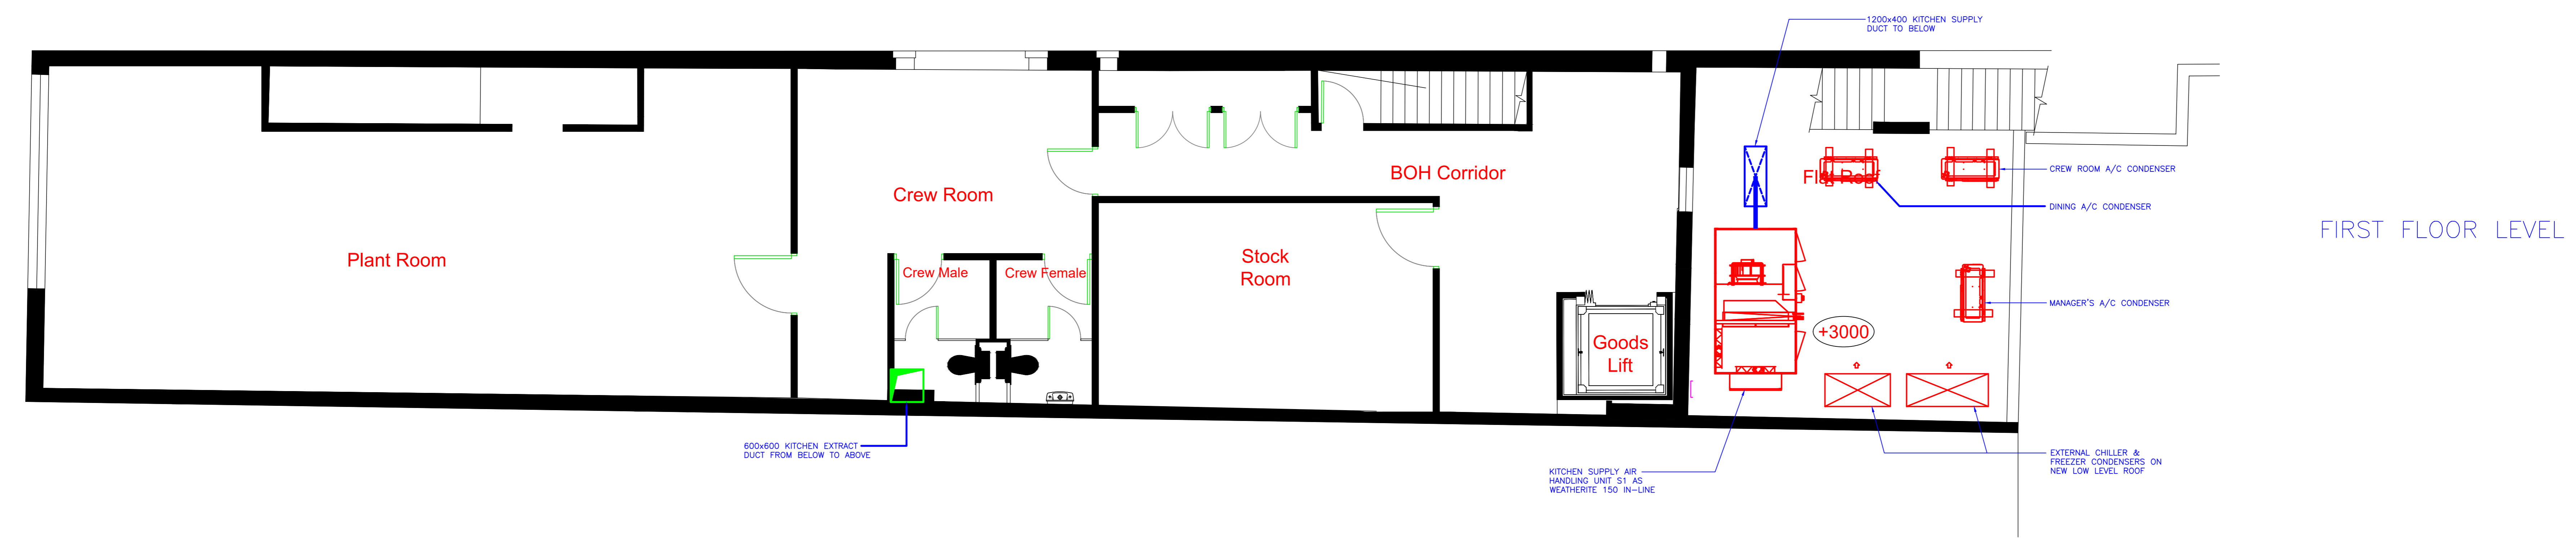 1200x400 KITCHEN SUPPLY
DUCT TO BELOW
Flat Roof
CREW ROOM A/C CONDENSER
BOH Corridor
Crew Room
DINING A/C CONDENSER
FIRST FLOOR LEVEL
Plant Room
Stock
Room
Crew Male
Crew Female
MANAGER'S A/C CONDENSER
+3000
Goods
Lift
600x600 KITCHEN EXTRACT
DUCT FROM BELOW TO ABOVE
KITCHEN SUPPLY AIR
HANDLING UNIT S1 AS
WEATHERITE 150 IN-LINE
EXTERNAL CHILLER &
FREEZER CONDENSERS ON
NEW LOW LEVEL ROOF